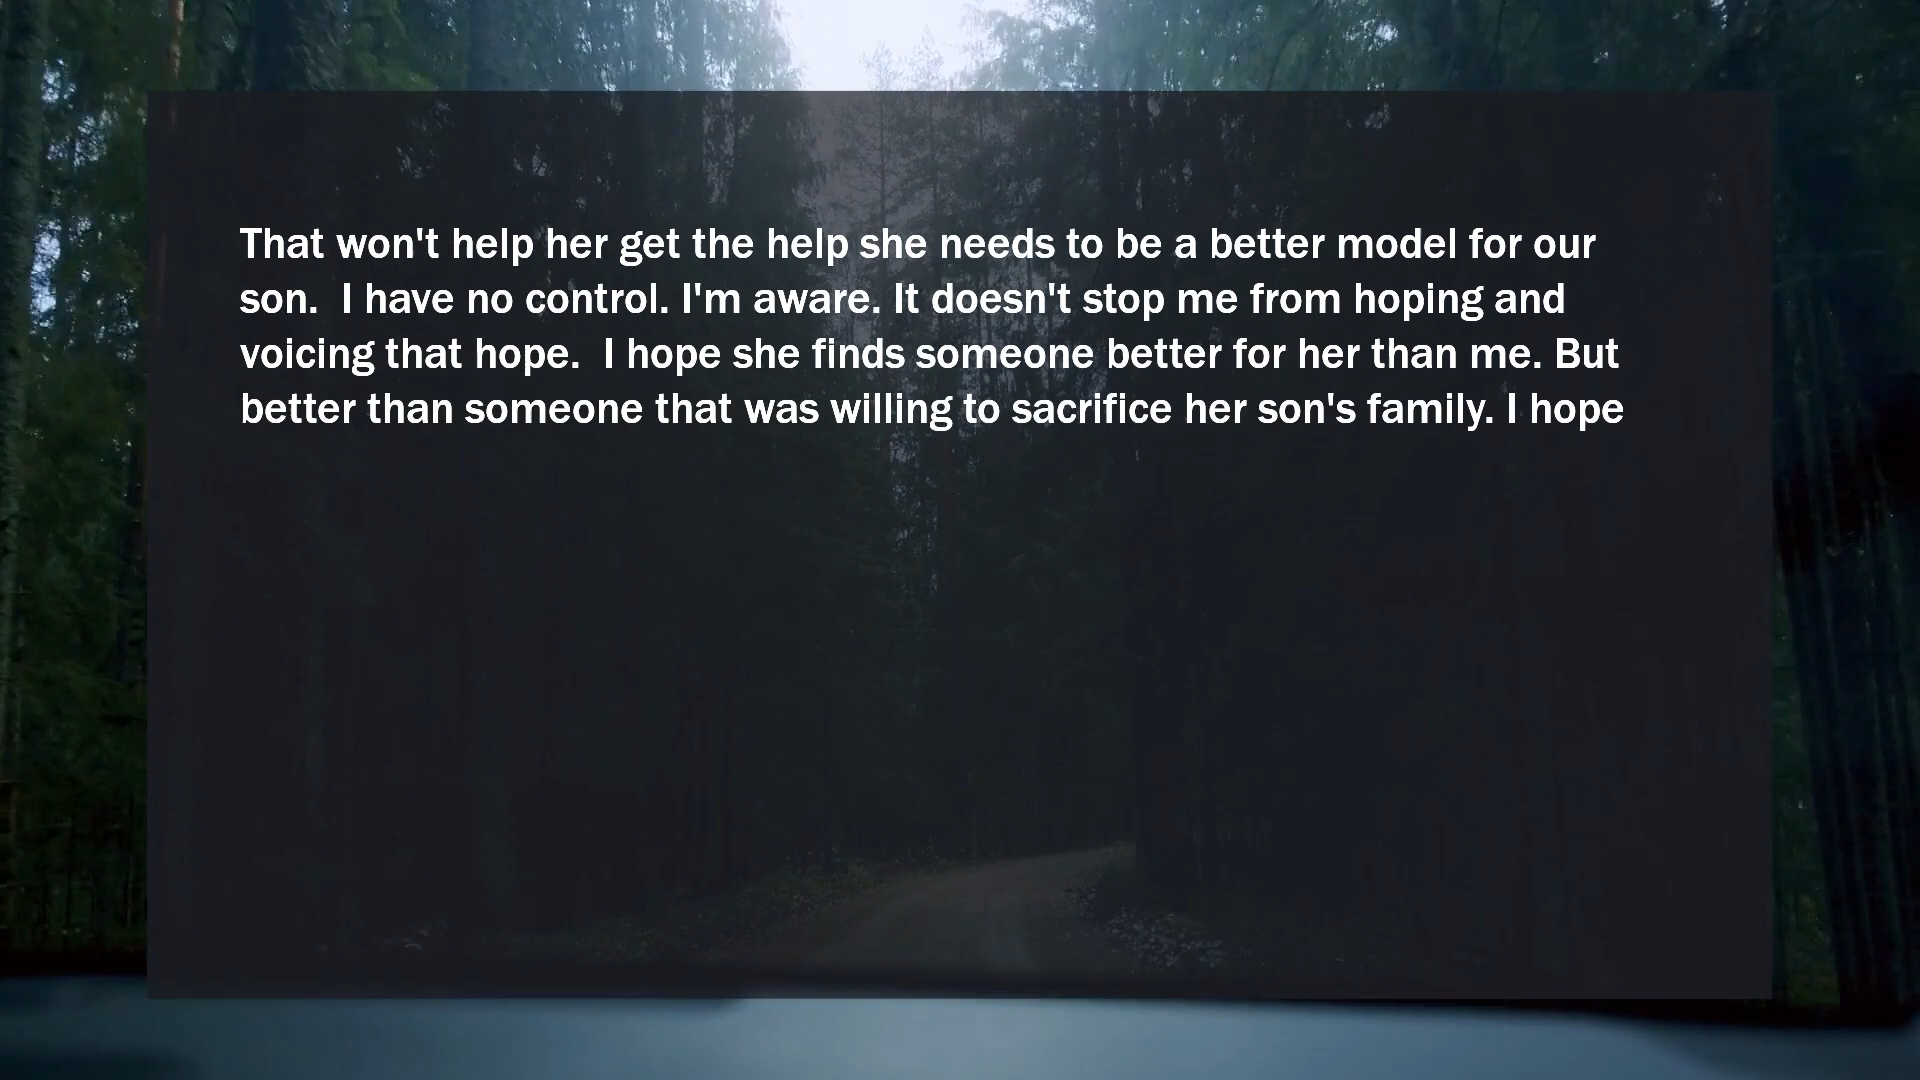 That won't help her get the help she needs to be a better model for our
son.  I have no control. I'm aware. It doesn't stop me from hoping and
voicing that hope.  I hope she finds someone better for her than me. But
better than someone that was willing to sacrifice her son's family. I hope